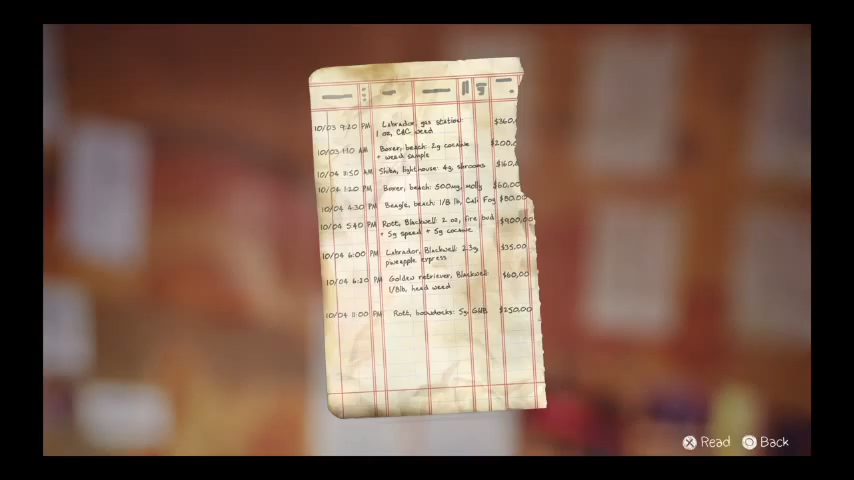 10/03 9:20 PM Labrador, gas station: $360,
1 oz, C&C weed
10/03 1:10 AM Boxer, beach: 2g cocaine $200,0
+ weed sample
10/04 11:50 AM Shiba, lighthouse: 4g, shrooms $160,0
10/04 1:20 PM Boxer, beach: 500mg, molly $60,00
10/04 4:30 PM Beagle, beach: 1/8 lb, Cali Fog $80.00
10/04 5:40 PM Rott, Blackwell: 2 oz, fire bud $900,00
+ 5g speed + 5g cocaine
10/04 6:00 PM Labrador, Blackwell: 2.3g $35.00
pineapple express
10/04 6:20 PM Golden retriever, Blackwell: $60,00
1/8lb, head weed
10/04 11:00 PM Rott, boondocks: 5g GHB $250,00
Read Back